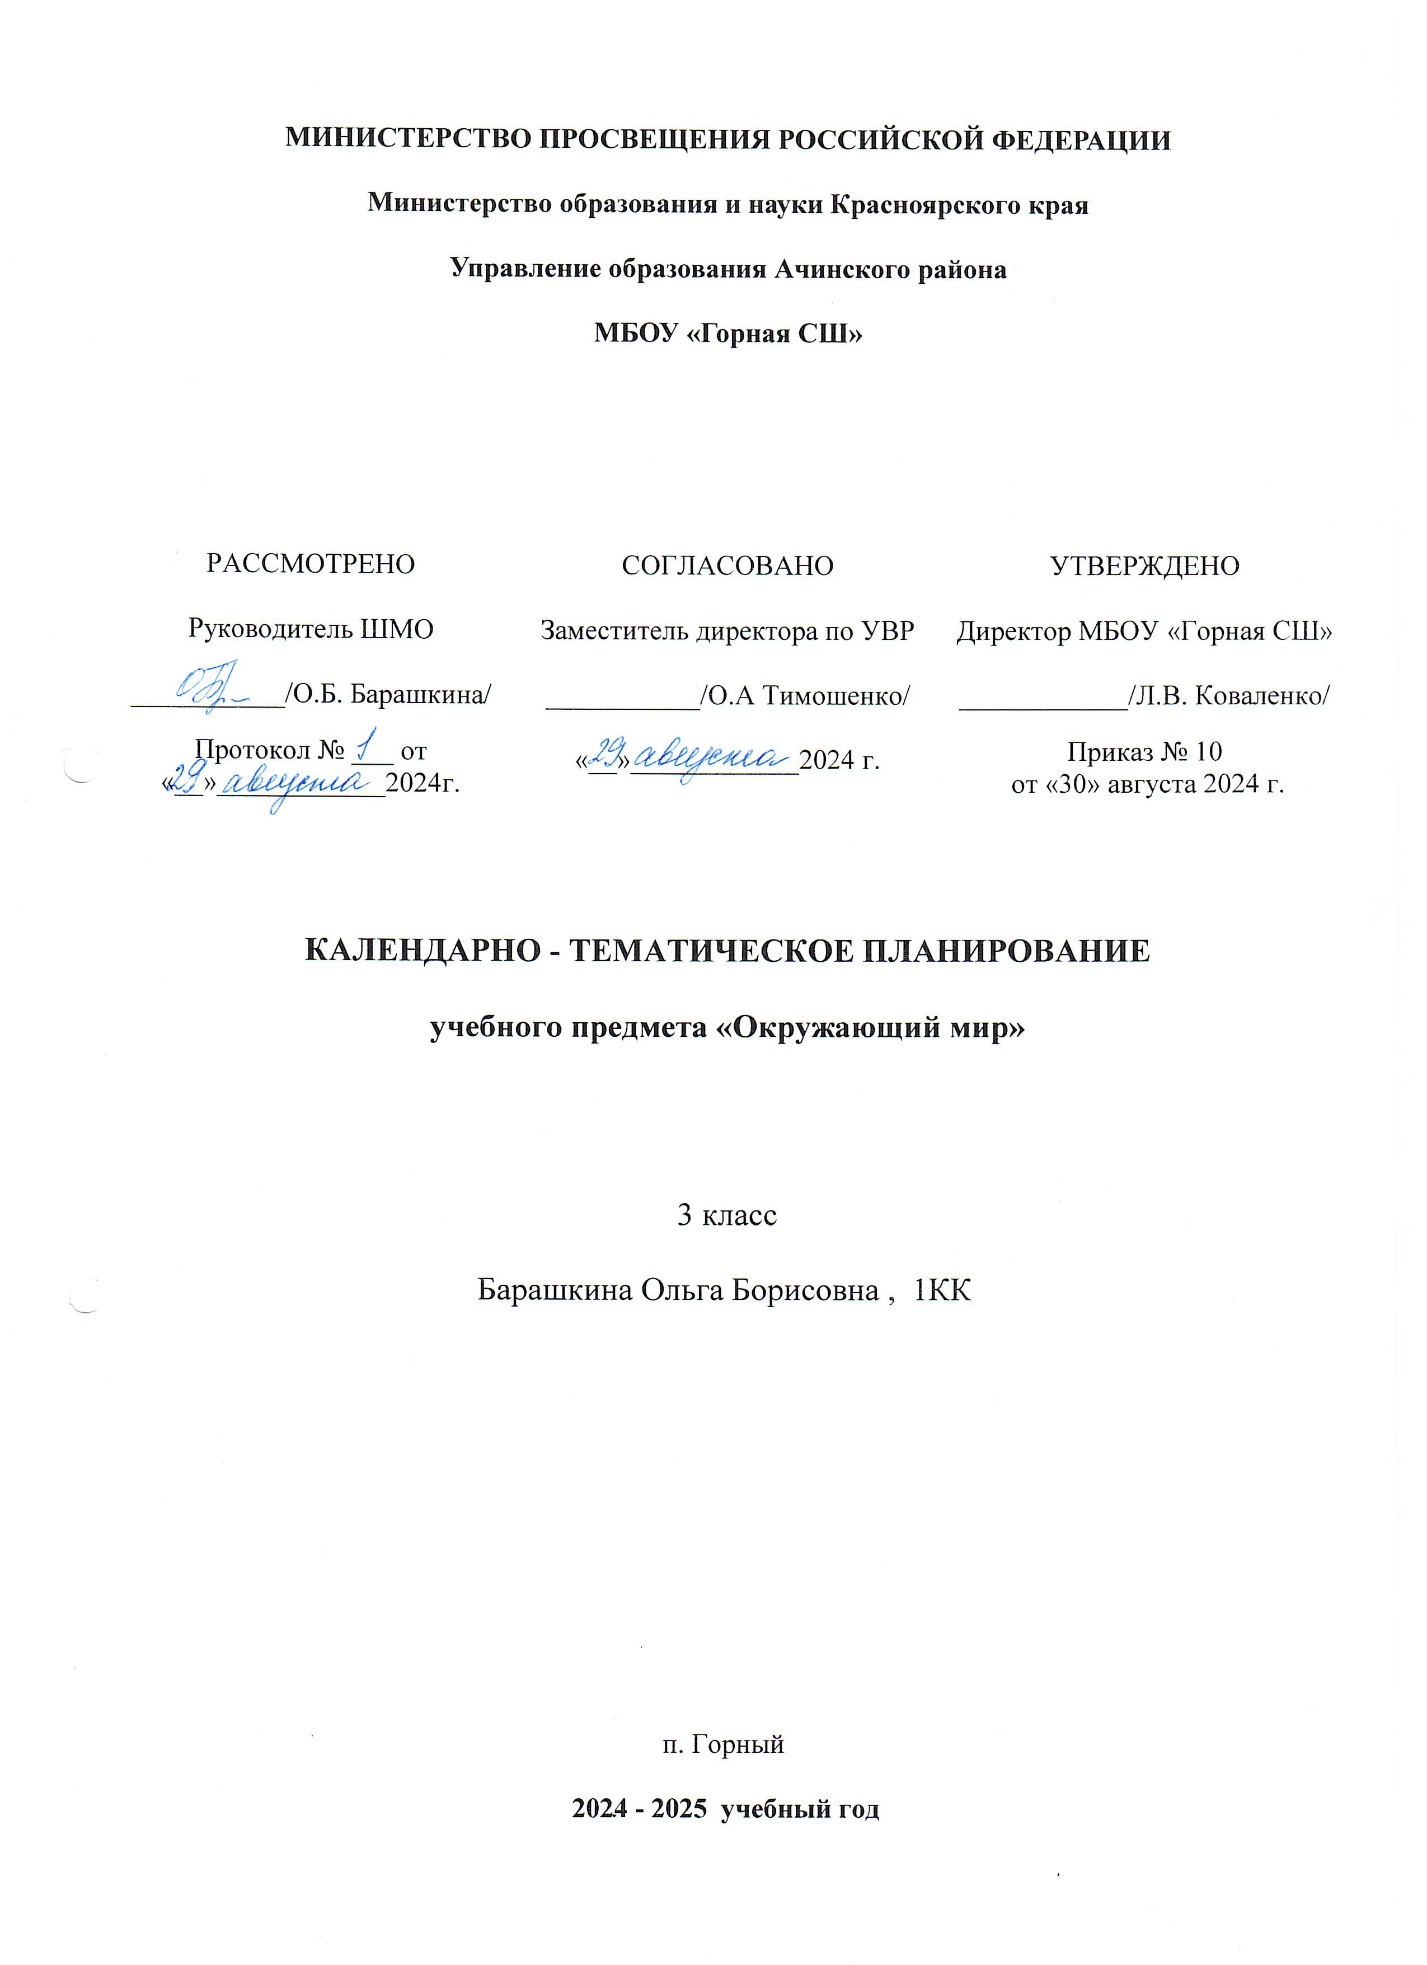 МИНИСТЕРСТВО ПРОСВЕЩЕНИЯ РОССИЙСКОЙ ФЕДЕРАЦИИ
Министерство образования и науки Красноярского края
Управление образования Ачинского района
МБОУ «Горная СШ»
РАССМОТРЕНО
Руководитель ШМО
___________/О.Б. Барашкина/
Протокол № 1 от
«29» августа 2024г.
СОГЛАСОВАНО
Заместитель директора по УВР
___________/О.А Тимошенко/
«29» августа 2024 г.
УТВЕРЖДЕНО
Директор МБОУ «Горная СШ»
____________/Л.В. Коваленко/
Приказ № 10
от «30» августа 2024 г.
КАЛЕНДАРНО - ТЕМАТИЧЕСКОЕ ПЛАНИРОВАНИЕ
учебного предмета «Окружающий мир»
3 класс
Барашкина Ольга Борисовна , 1КК
п. Горный
2024 - 2025 учебный год